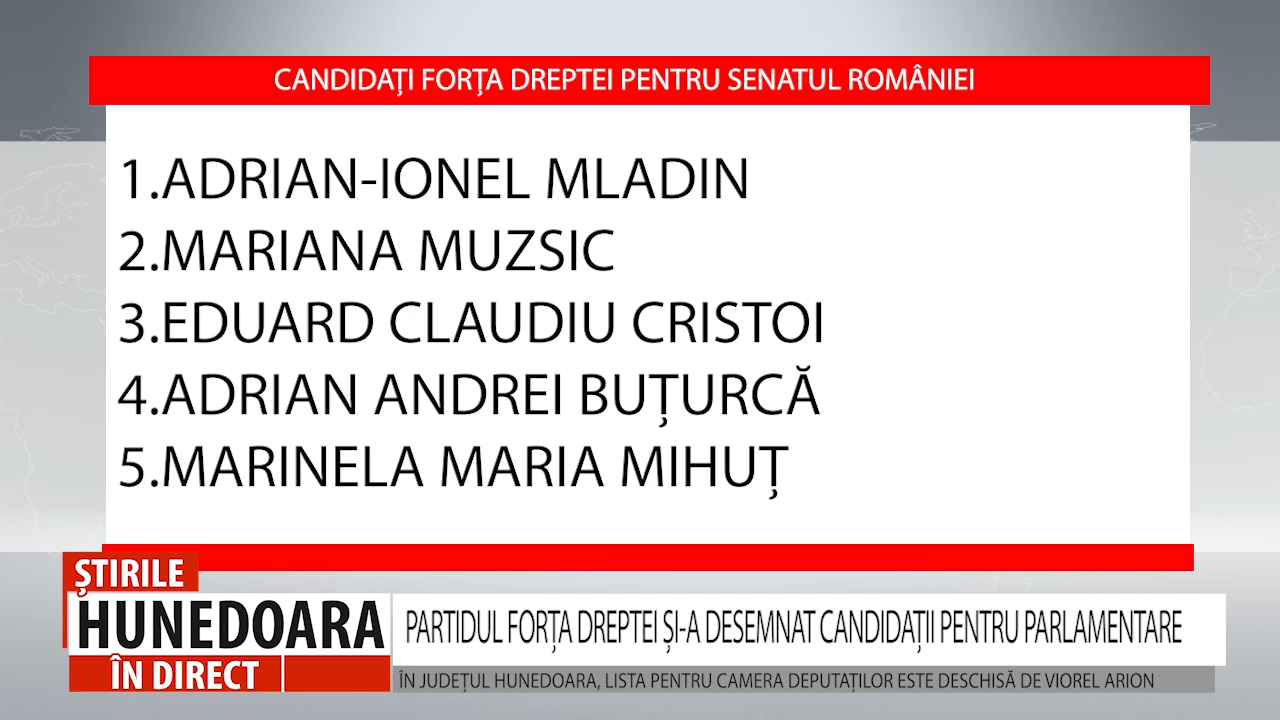 CANDIDAȚI FORȚA DREPTEI PENTRU SENATUL ROMÂNIEI
1.ADRIAN-IONEL MLADIN
2.MARIANA MUZSIC
3.EDUARD CLAUDIU CRISTOI
4.ADRIAN ANDREI BUȚURCĂ
5.MARINELA MARIA MIHUȚ
ȘTIRILE
HUNEDOARA
ÎN DIRECT
PARTIDUL FORȚA DREPTEI ȘI-A DESEMNAT CANDIDAȚII PENTRU PARLAMENTARE
ÎN JUDEȚUL HUNEDOARA, LISTA PENTRU CAMERA DEPUTAȚILOR ESTE DESCHISĂ DE VIOREL ARION